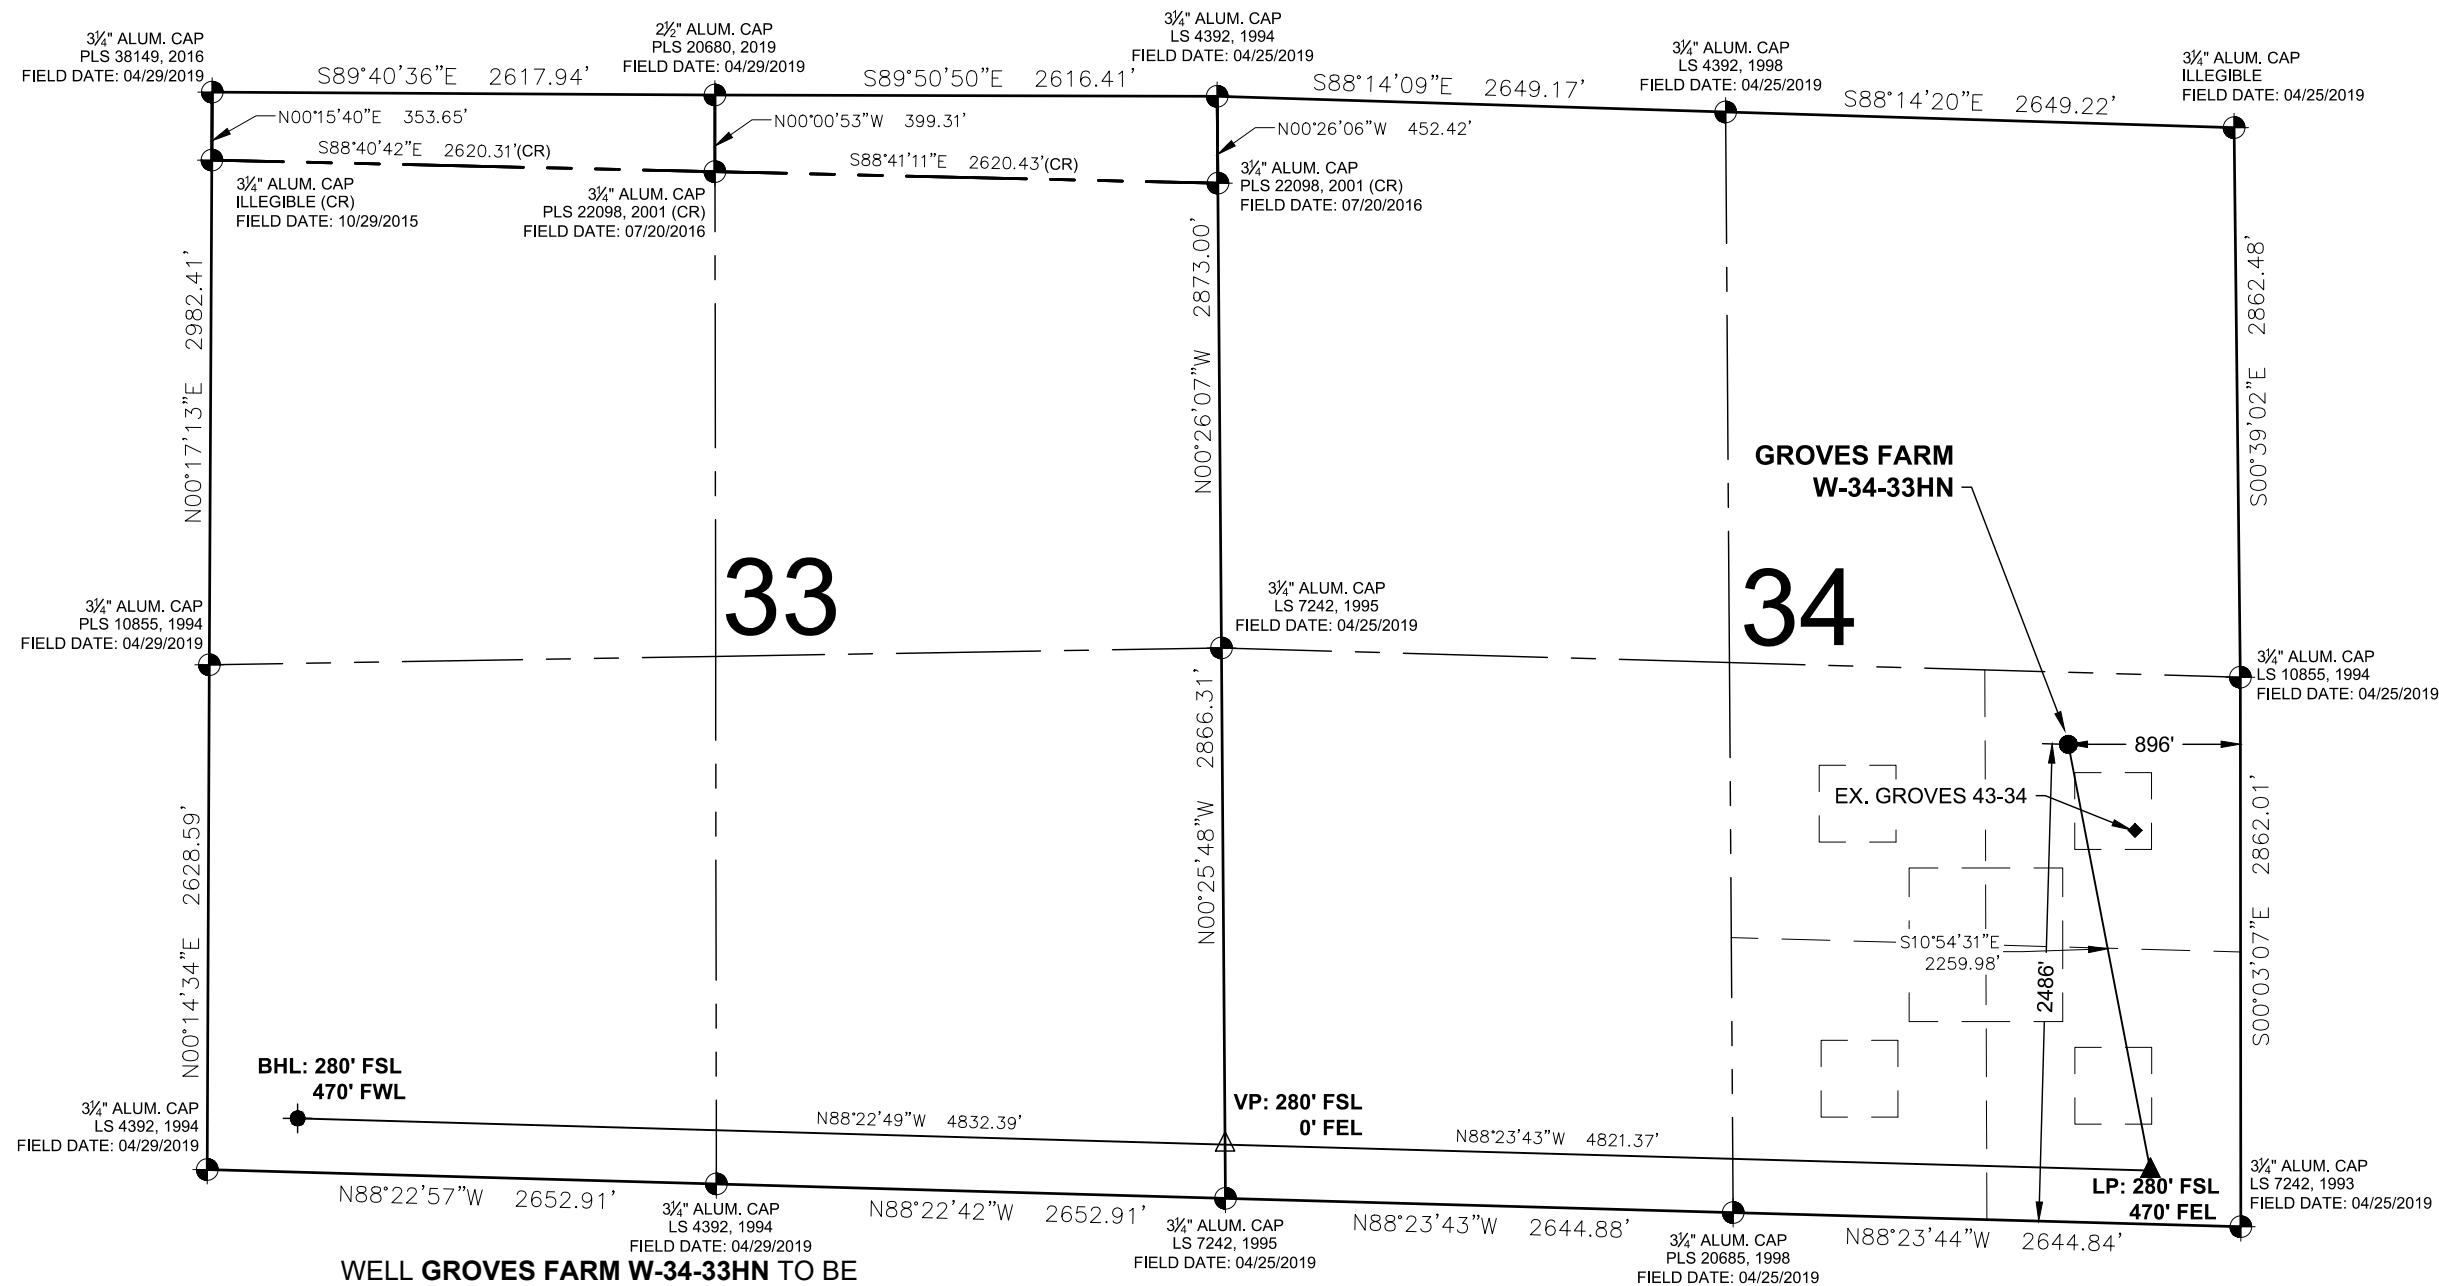 3¼" ALUM. CAP
PLS 38149, 2016
FIELD DATE: 04/29/2019
2½" ALUM. CAP
PLS 20680, 2019
FIELD DATE: 04/29/2019
3¼" ALUM. CAP
LS 4392, 1994
FIELD DATE: 04/25/2019
3¼" ALUM. CAP
LS 4392, 1998
FIELD DATE: 04/25/2019
3¼" ALUM. CAP
ILLEGIBLE
FIELD DATE: 04/25/2019
S89°40'36"E 2617.94'
S89°50'50"E 2616.41'
S88°14'09"E 2649.17'
S88°14'20"E 2649.22'
N00°15'40"E 353.65'
N00°00'53"W 399.31'
N00°26'06"W 452.42'
S88°40'42"E 2620.31'(CR)
S88°41'11"E 2620.43'(CR)
3¼" ALUM. CAP
ILLEGIBLE (CR)
FIELD DATE: 10/29/2015
3¼" ALUM. CAP
PLS 22098, 2001 (CR)
FIELD DATE: 07/20/2016
3¼" ALUM. CAP
PLS 22098, 2001 (CR)
FIELD DATE: 07/20/2016
N00°17'13"E 2982.41'
N00°26'07"W 2873.00'
S00°39'02"E 2862.48'
GROVES FARM
W-34-33HN
33
34
3¼" ALUM. CAP
PLS 10855, 1994
FIELD DATE: 04/29/2019
3¼" ALUM. CAP
LS 7242, 1995
FIELD DATE: 04/25/2019
3¼" ALUM. CAP
LS 10855, 1994
FIELD DATE: 04/25/2019
896'
EX. GROVES 43-34
N00°14'34"E 2628.59'
N00°25'48"W 2866.31'
S10°54'31"E
2259.98'
2486'
S00°03'07"E 2862.01'
BHL: 280' FSL
470' FWL
VP: 280' FSL
0' FEL
N88°22'49"W 4832.39'
N88°23'43"W 4821.37'
LP: 280' FSL
470' FEL
3¼" ALUM. CAP
LS 4392, 1994
FIELD DATE: 04/29/2019
3¼" ALUM. CAP
LS 7242, 1993
FIELD DATE: 04/25/2019
N88°22'57"W 2652.91'
N88°22'42"W 2652.91'
N88°23'43"W 2644.88'
N88°23'44"W 2644.84'
3¼" ALUM. CAP
LS 4392, 1994
FIELD DATE: 04/29/2019
3¼" ALUM. CAP
LS 7242, 1995
FIELD DATE: 04/25/2019
3¼" ALUM. CAP
PLS 20685, 1998
FIELD DATE: 04/25/2019
WELL GROVES FARM W-34-33HN TO BE